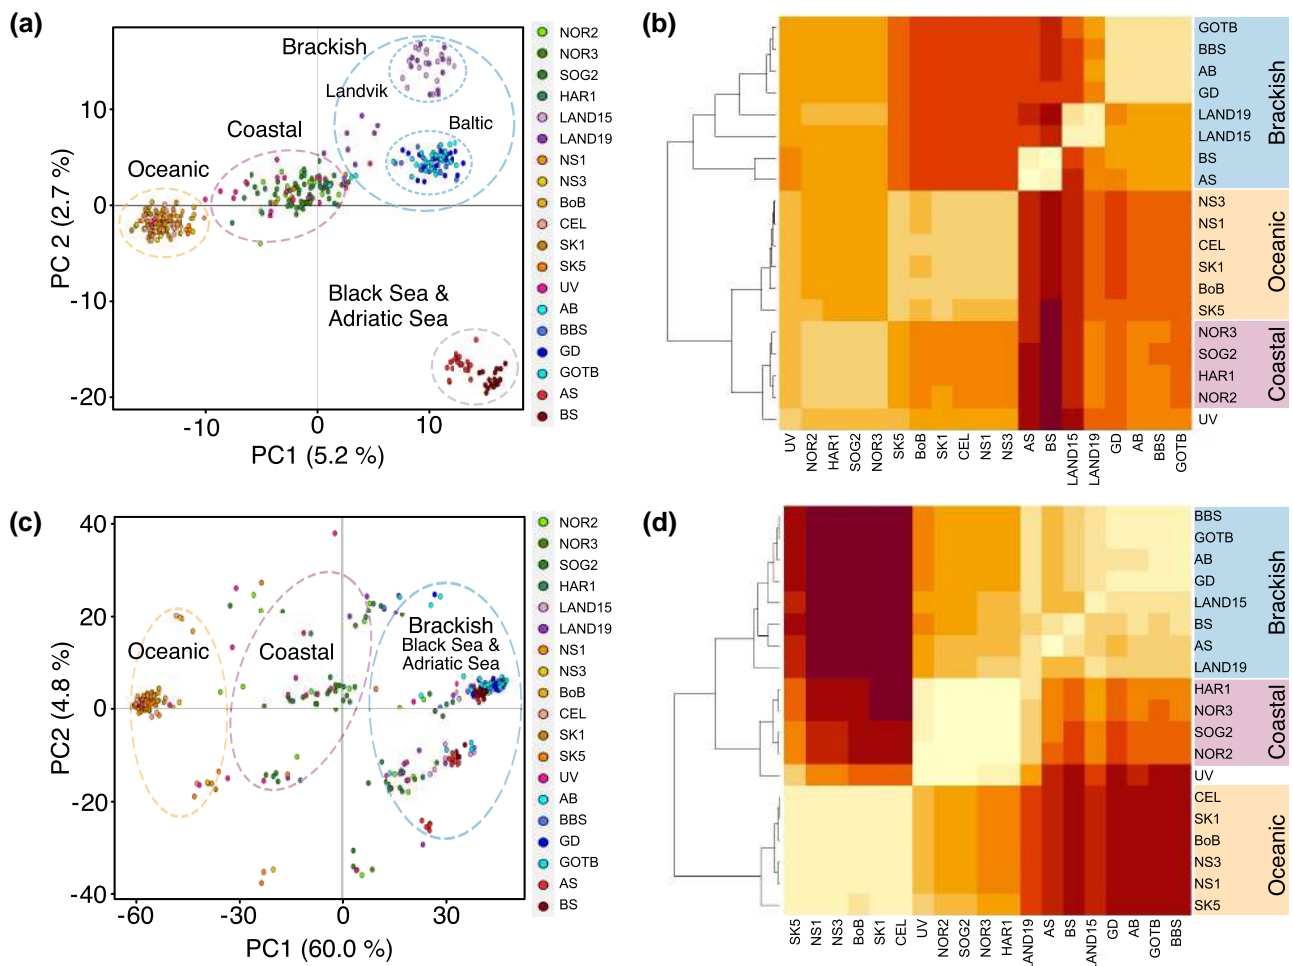 (a)
PC 2 (2.7 %)
10
0
-10
-20
-10
0
10
PC1 (5.2 %)
Brackish
Landvik
Baltic
Coastal
Oceanic
Black Sea &
Adriatic Sea
NOR2
NOR3
SOG2
HAR1
LAND15
LAND19
NS1
NS3
BoB
CEL
SK1
SK5
UV
AB
BBS
GD
GOTB
AS
BS
(b)
GOTB
BBS
AB
GD
LAND19
LAND15
BS
AS
NS3
NS1
CEL
SK1
BoB
SK5
NOR3
SOG2
HAR1
NOR2
UV
Brackish
Oceanic
Coastal
UV
NOR2
HAR1
SOG2
NOR3
SK5
BoB
SK1
CEL
NS1
NS3
AS
BS
LAND15
LAND19
GD
AB
BBS
GOTB
(c)
PC2 (4.8 %)
40
20
0
-20
-40
-60
-30
0
30
PC1 (60.0 %)
Oceanic
Coastal
Brackish
Black Sea &
Adriatic Sea
NOR2
NOR3
SOG2
HAR1
LAND15
LAND19
NS1
NS3
BoB
CEL
SK1
SK5
UV
AB
BBS
GD
GOTB
AS
BS
(d)
BBS
GOTB
AB
GD
LAND15
BS
AS
LAND19
HAR1
NOR3
SOG2
NOR2
UV
CEL
SK1
BoB
NS3
NS1
SK5
Brackish
Coastal
Oceanic
SK5
NS1
NS3
BoB
SK1
CEL
UV
NOR2
SOG2
NOR3
HAR1
LAND19
AS
BS
LAND15
GD
AB
GOTB
BBS